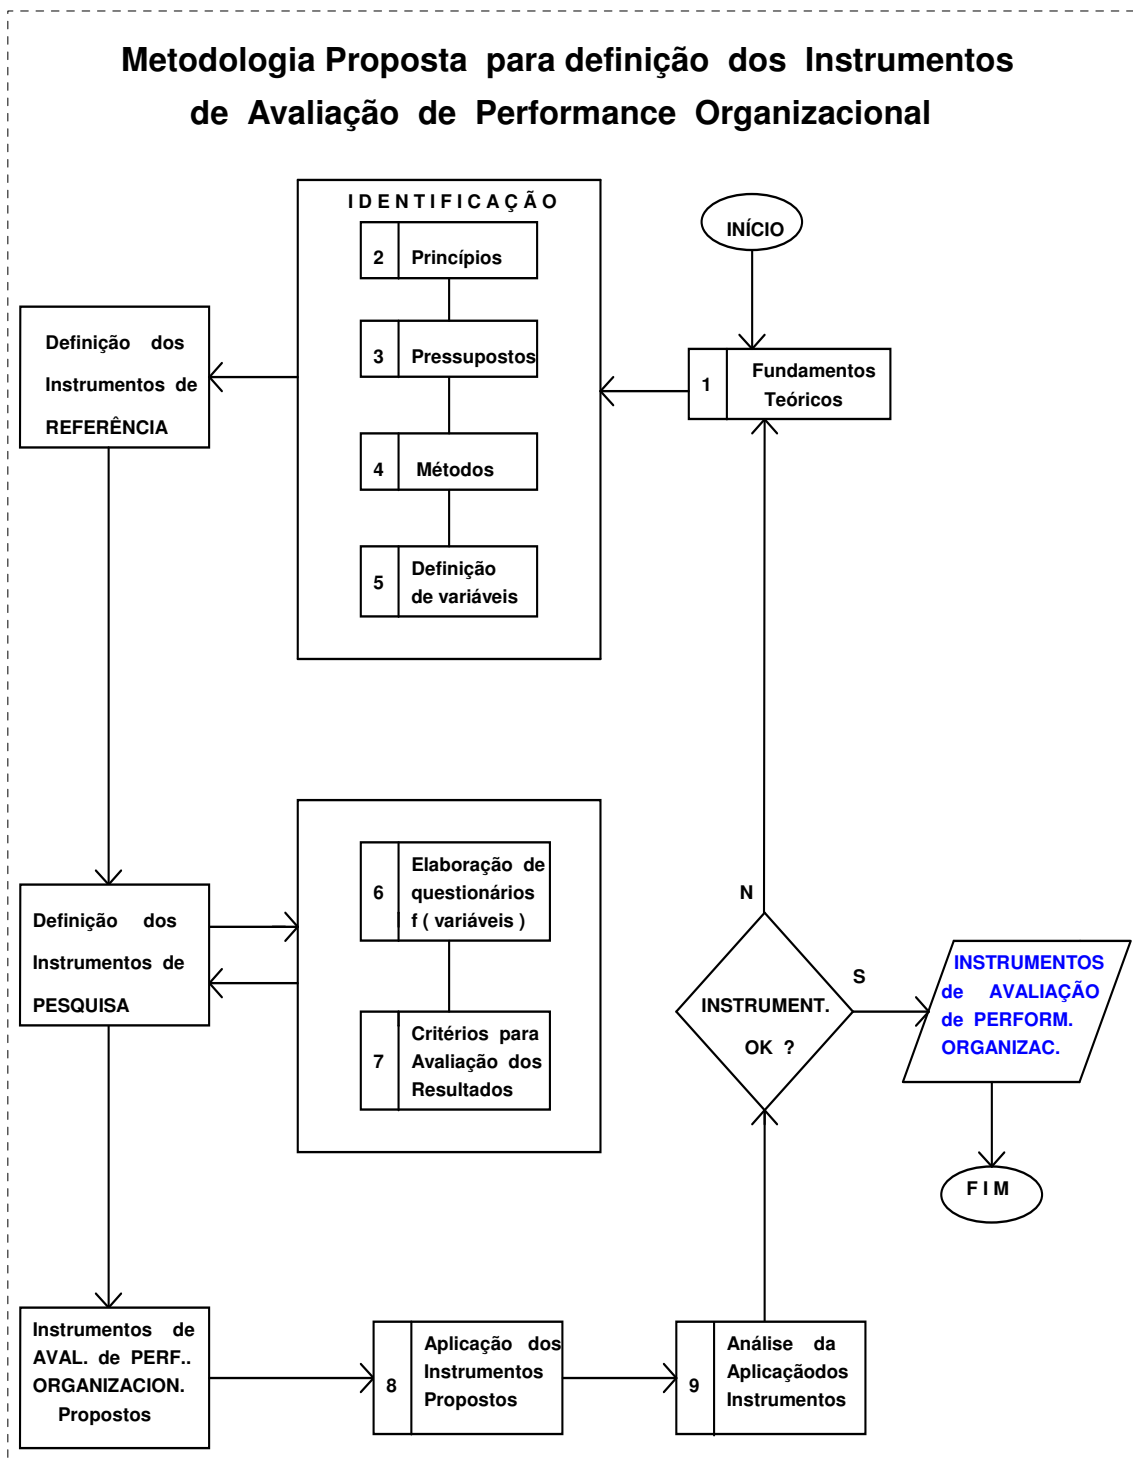 Metodologia Proposta para definição dos Instrumentos
de Avaliação de Performance Organizacional
INÍCIO
1
Fundamentos
Teóricos
I D E N T I F I C A Ç Ã O
2
Princípios
3
Pressupostos
4
Métodos
5
Definição
de variáveis
Definição dos
Instrumentos de
REFERÊNCIA
Definição dos
Instrumentos de
PESQUISA
6
Elaboração de
questionários
f ( variáveis )
7
Critérios para
Avaliação dos
Resultados
Instrumentos de
AVAL. de PERF..
ORGANIZACION.
Propostos
8
Aplicação dos
Instrumentos
Propostos
9
Análise da
Aplicaçãodos
Instrumentos
INSTRUMENT.
OK ?
N
S
INSTRUMENTOS
de AVALIAÇÃO
de PERFORM.
ORGANIZAC.
F I M